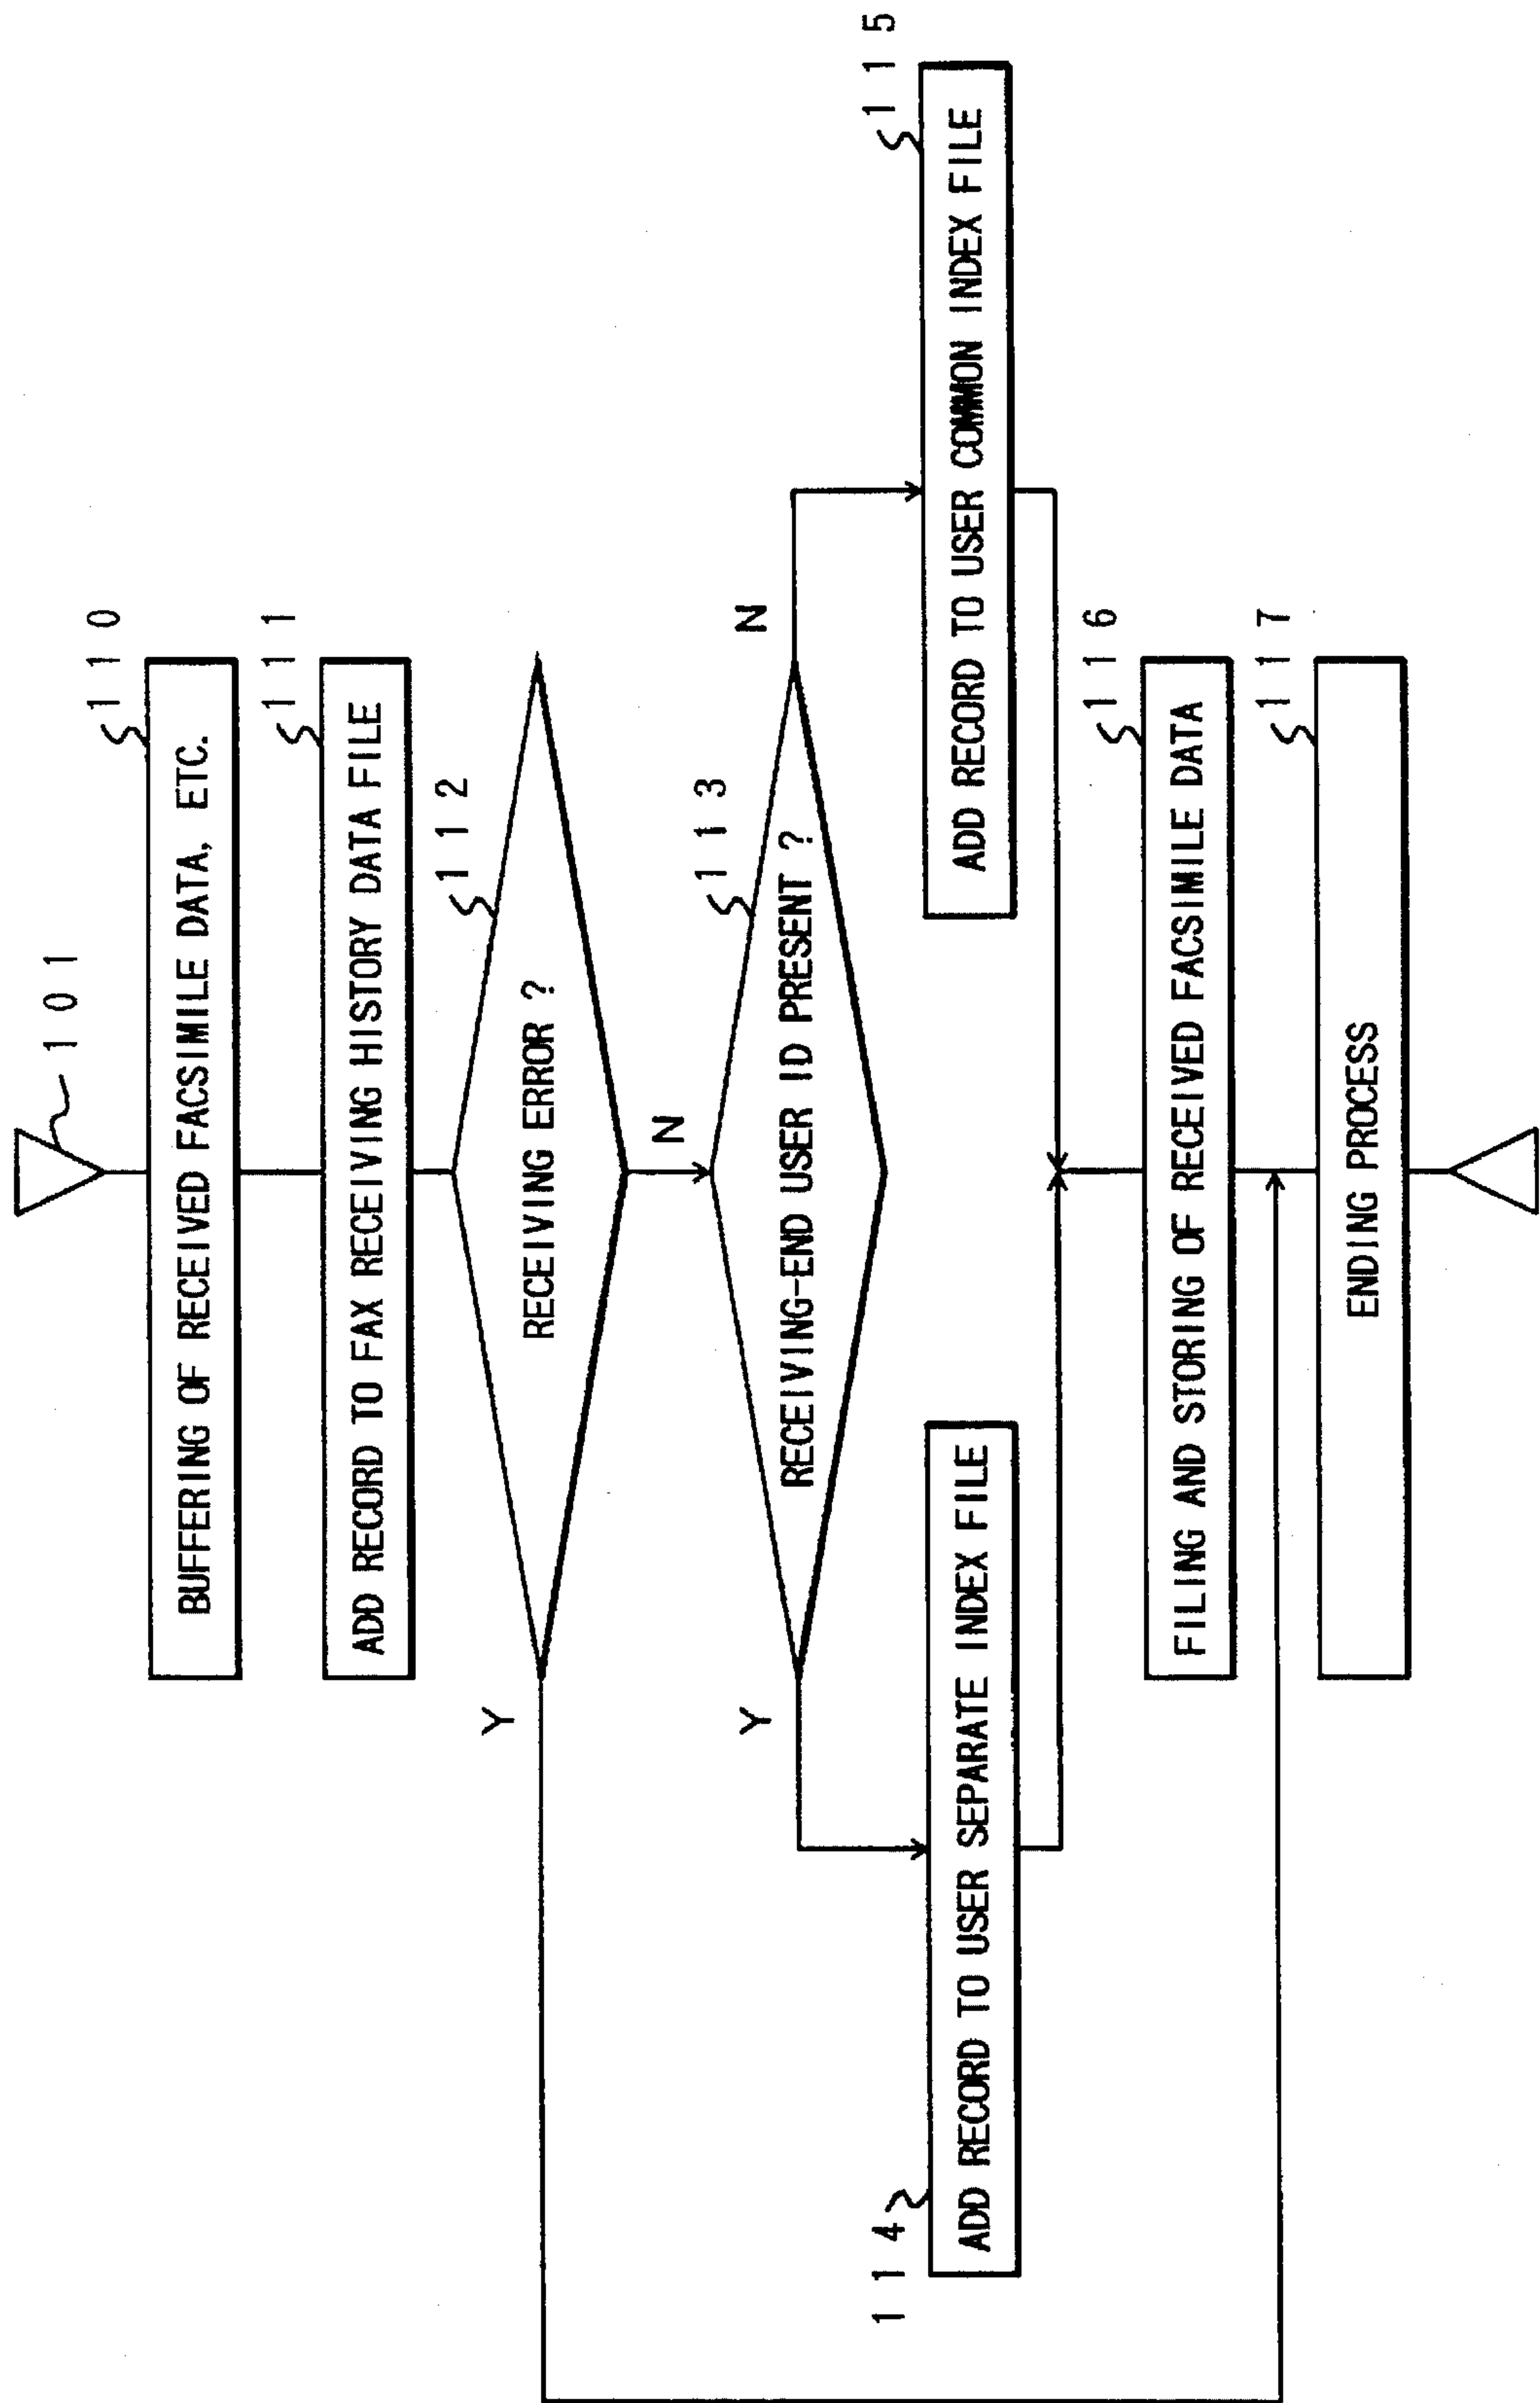 101
110
BUFFERING OF RECEIVED FACSIMILE DATA, ETC.
111
ADD RECORD TO FAX RECEIVING HISTORY DATA FILE
112
RECEIVING ERROR ?
Y
N
113
RECEIVING-END USER ID PRESENT ?
Y
N
114
ADD RECORD TO USER SEPARATE INDEX FILE
115
ADD RECORD TO USER COMMON INDEX FILE
116
FILING AND STORING OF RECEIVED FACSIMILE DATA
117
ENDING PROCESS